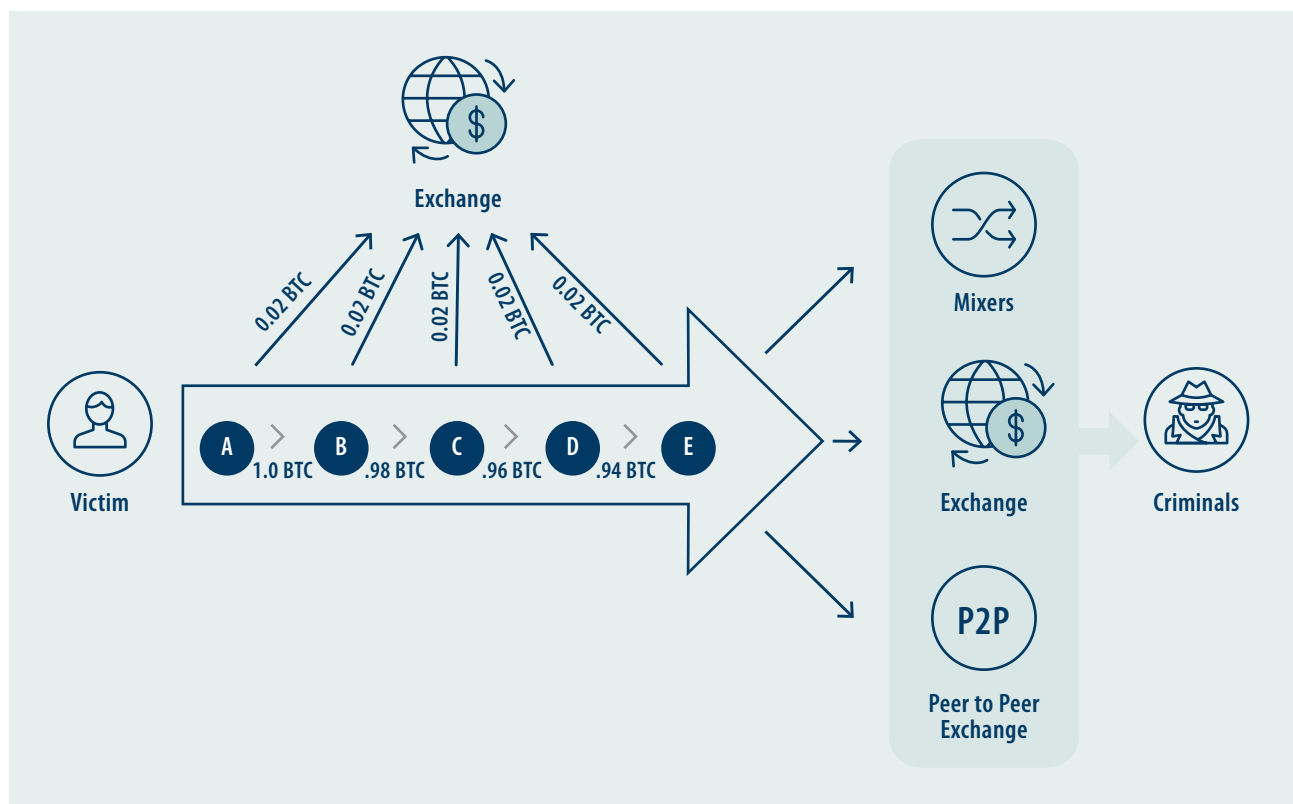 $
Exchange
0.02 BTC
0.02 BTC
0.02 BTC
0.02 BTC
0.02 BTC
Victim
A
B
C
D
E
1.0 BTC
.98 BTC
.96 BTC
.94 BTC
Mixers
$
Exchange
P2P
Peer to Peer
Exchange
Criminals